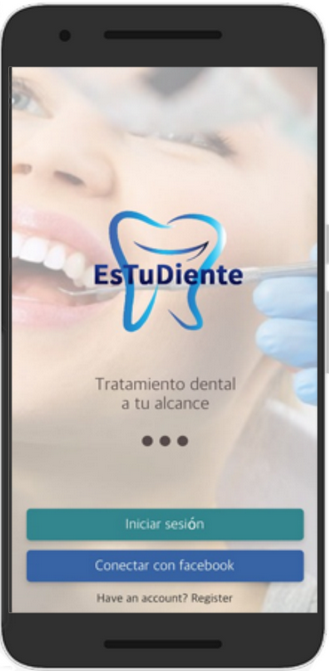 EsTuDiente
Tratamiento dental
a tu alcance
Iniciar sesión
Conectar con facebook
Have an account? Register